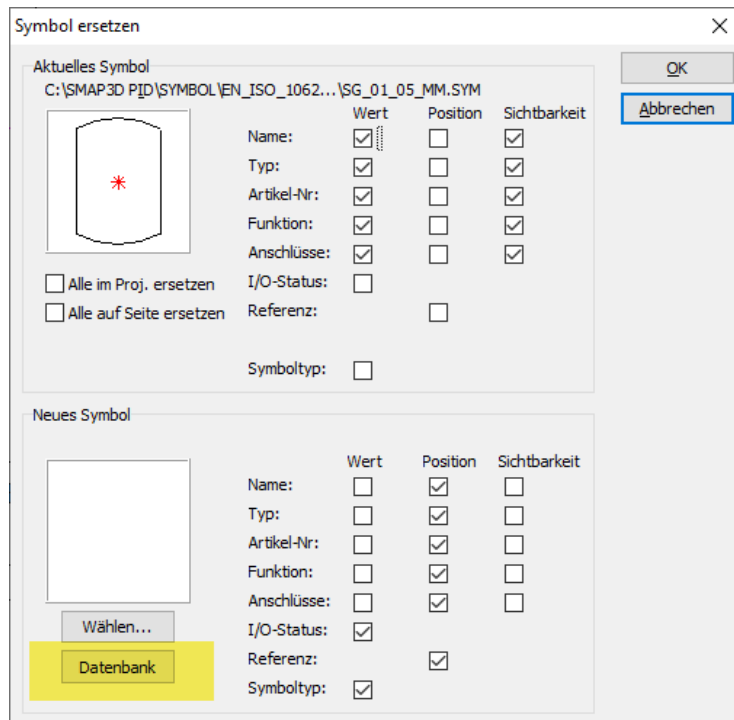 Symbol ersetzen
Aktuelles Symbol
C:\SMAP3D PID\SYMBOL\EN_ISO_1062...\SG_01_05_MM.SYM
OK
Abbrechen
Wert Position Sichtbarkeit
Name:
Typ:
Artikel-Nr:
Funktion:
Anschlüsse:
Alle im Proj. ersetzen I/O-Status:
Alle auf Seite ersetzen Referenz:
Symboltyp:
Neues Symbol
Wert Position Sichtbarkeit
Name:
Typ:
Artikel-Nr:
Funktion:
Anschlüsse:
Wählen... I/O-Status:
Datenbank Referenz:
Symboltyp: